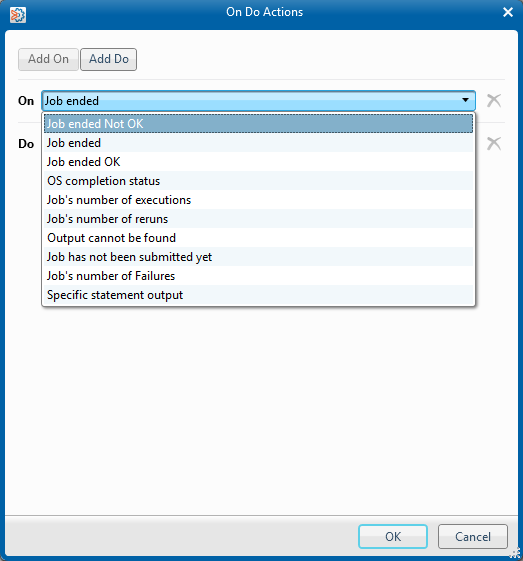 On Do Actions
Add On Add Do
On Job ended
Job ended Not OK
Do
Job ended
Job ended OK
OS completion status
Job's number of executions
Job's number of reruns
Output cannot be found
Job has not been submitted yet
Job's number of Failures
Specific statement output
OK Cancel